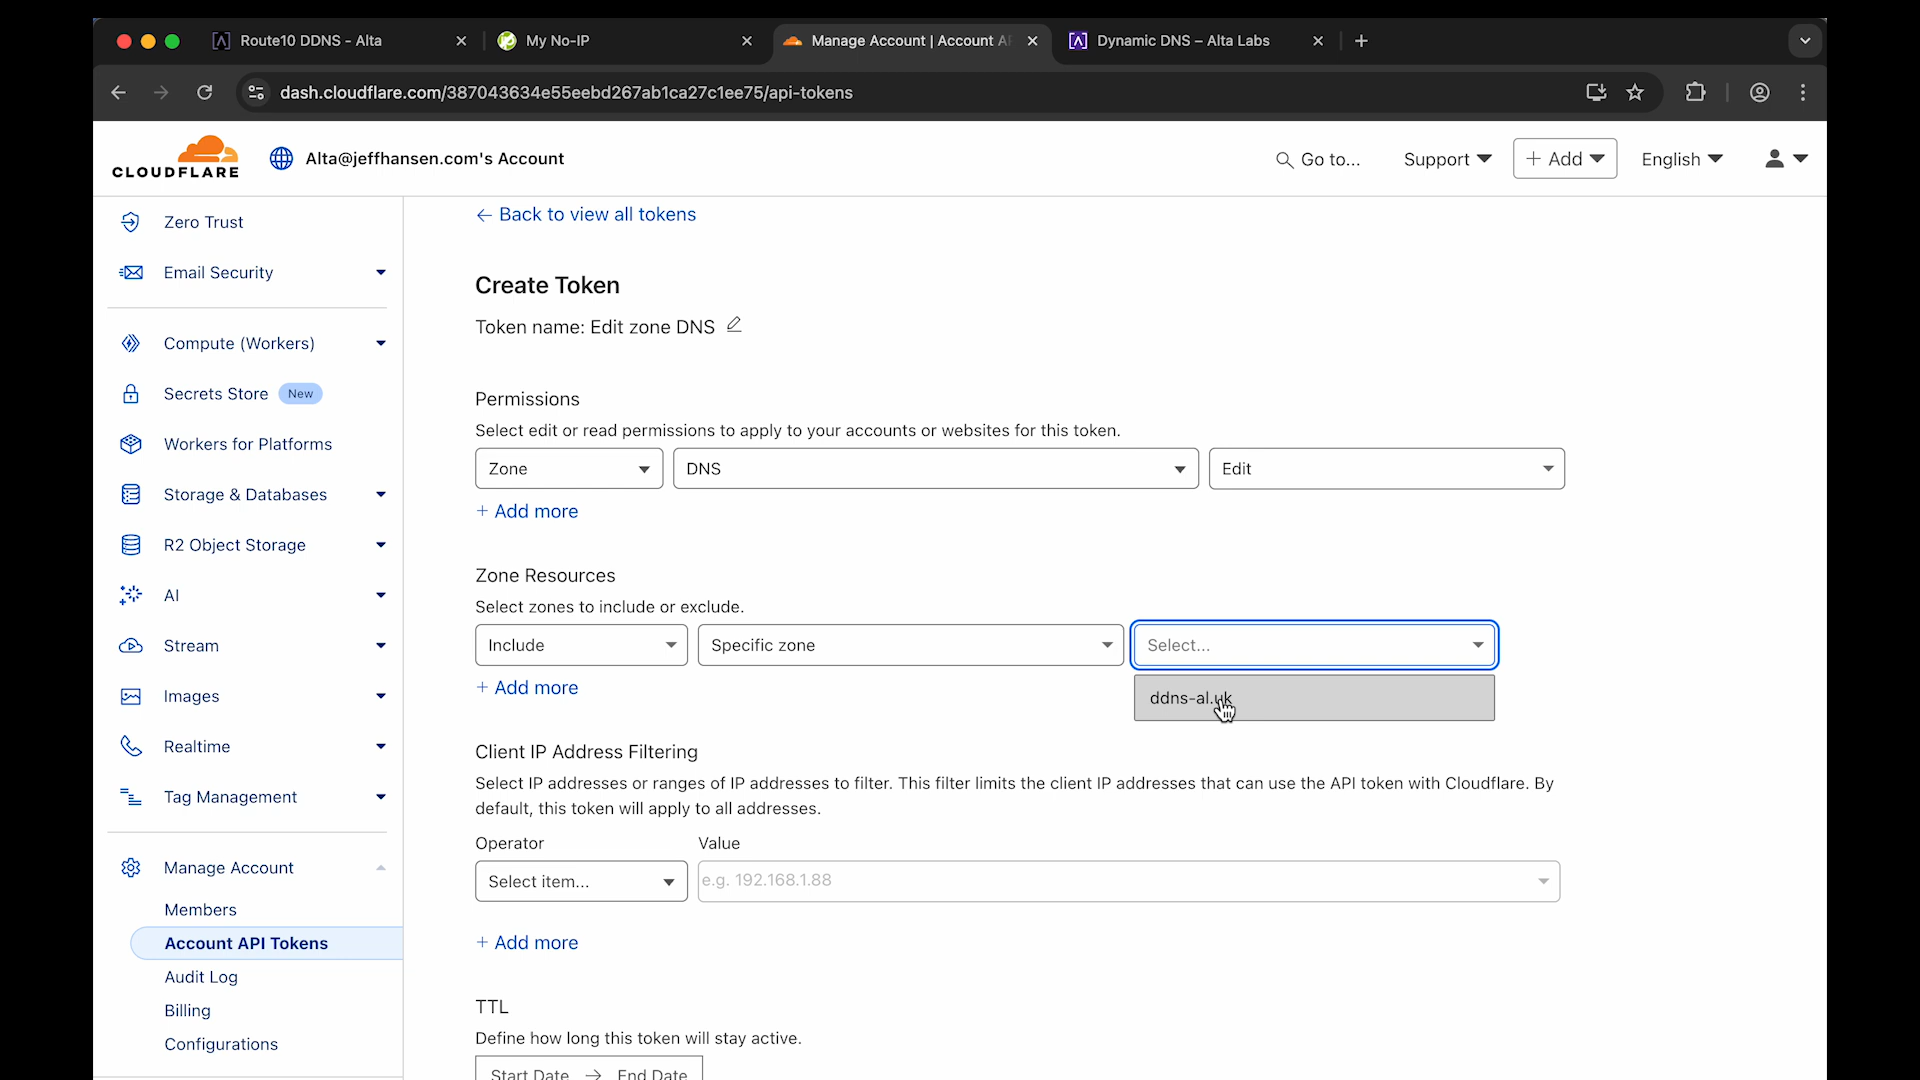 Route10 DDNS - Alta
My No-IP
Manage Account | Account A
Dynamic DNS – Alta Labs
dash.cloudflare.com/387043634e55eebd267ab1ca27c1ee75/api-tokens
CLOUDFLARE
Alta@jeffhansen.com's Account
Go to...
Support
+ Add
English
Zero Trust
Email Security
Compute (Workers)
Secrets Store New
Workers for Platforms
Storage & Databases
R2 Object Storage
AI
Stream
Images
Realtime
Tag Management
Manage Account
Members
Account API Tokens
Audit Log
Billing
Configurations
← Back to view all tokens
Create Token
Token name: Edit zone DNS
Permissions
Select edit or read permissions to apply to your accounts or websites for this token.
Zone DNS Edit
+ Add more
Zone Resources
Select zones to include or exclude.
Include Specific zone Select...
ddns-al.uk
+ Add more
Client IP Address Filtering
Select IP addresses or ranges of IP addresses to filter. This filter limits the client IP addresses that can use the API token with Cloudflare. By
default, this token will apply to all addresses.
Operator Value
Select item... e.g. 192.168.1.88
+ Add more
TTL
Define how long this token will stay active.
Start Date → End Date